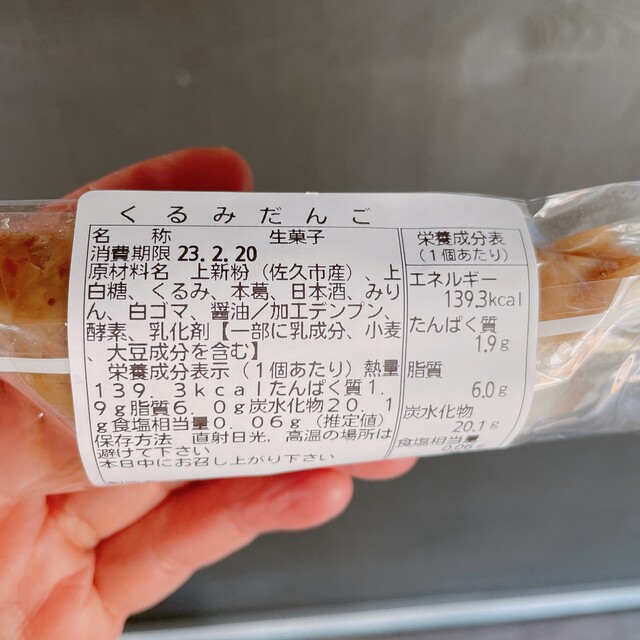 くるみだんご
名　称　生菓子
消費期限 23.2.20
原材料名　上新粉（佐久市産）、上
白糖、くるみ、本葛、日本酒、みり
ん、白ゴマ、醤油／加工デンプン、
酵素、乳化剤【一部に乳成分、小麦
、大豆成分を含む】
栄養成分表示（１個あたり）熱量
１３９．３ｋｃａｌたんぱく質１．
９ｇ脂質６．０ｇ炭水化物２０．１
ｇ食塩相当量０．０６ｇ（推定値）
保存方法　直射日光．高温の場所は
避けて下さい
本日中にお召し上がり下さい
栄養成分表
（１個あたり）
エネルギー
139.3kcal
たんぱく質
1.9g
脂質
6.0g
炭水化物
20.1g
食塩相当量
0.06